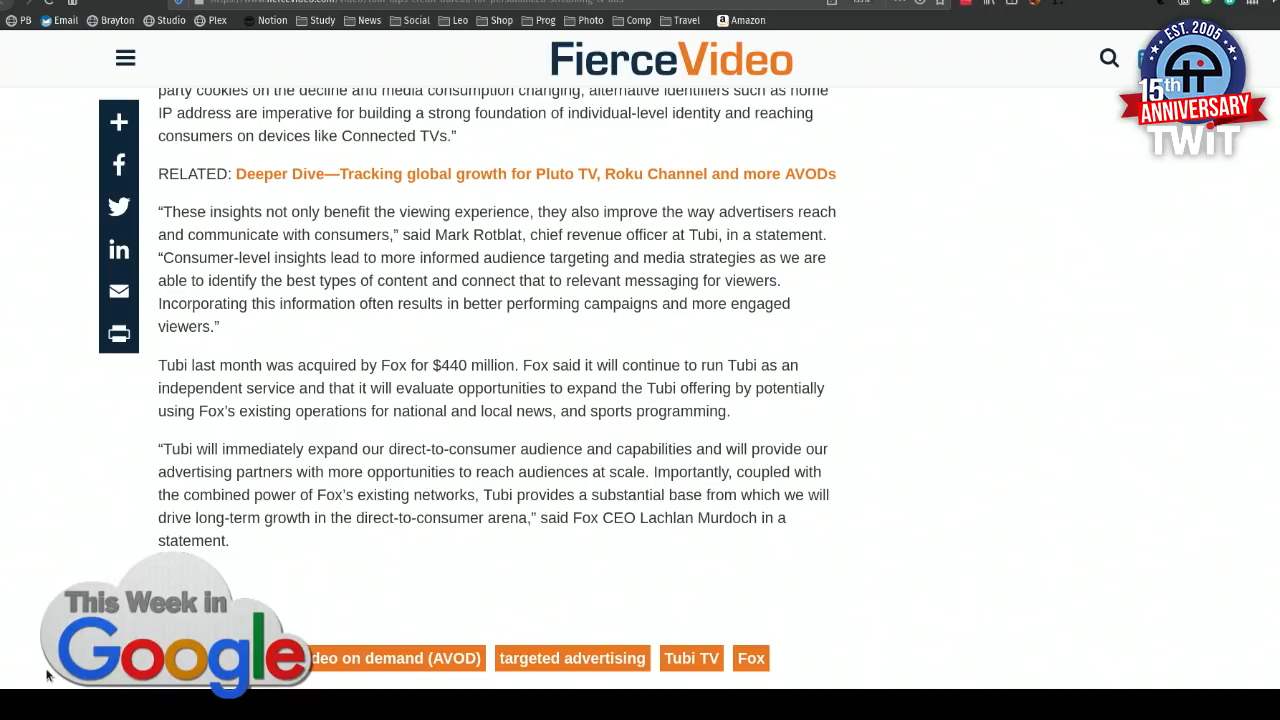 PB Email Brayton Studio Plex Notion Study News Social Leo Shop Prog Photo Comp Travel Amazon
FierceVideo
EST. 2005
15th
ANNIVERSARY
TWiT
party cookies on the decline and media consumption changing, alternative identifiers such as home
IP address are imperative for building a strong foundation of individual-level identity and reaching
consumers on devices like Connected TVs.”
RELATED: Deeper Dive—Tracking global growth for Pluto TV, Roku Channel and more AVODs
“These insights not only benefit the viewing experience, they also improve the way advertisers reach
and communicate with consumers,” said Mark Rotblat, chief revenue officer at Tubi, in a statement.
“Consumer-level insights lead to more informed audience targeting and media strategies as we are
able to identify the best types of content and connect that to relevant messaging for viewers.
Incorporating this information often results in better performing campaigns and more engaged
viewers.”
Tubi last month was acquired by Fox for $440 million. Fox said it will continue to run Tubi as an
independent service and that it will evaluate opportunities to expand the Tubi offering by potentially
using Fox’s existing operations for national and local news, and sports programming.
“Tubi will immediately expand our direct-to-consumer audience and capabilities and will provide our
advertising partners with more opportunities to reach audiences at scale. Importantly, coupled with
the combined power of Fox’s existing networks, Tubi provides a substantial base from which we will
drive long-term growth in the direct-to-consumer arena,” said Fox CEO Lachlan Murdoch in a
statement.
This Week in
Google
deo on demand (AVOD) targeted advertising Tubi TV Fox